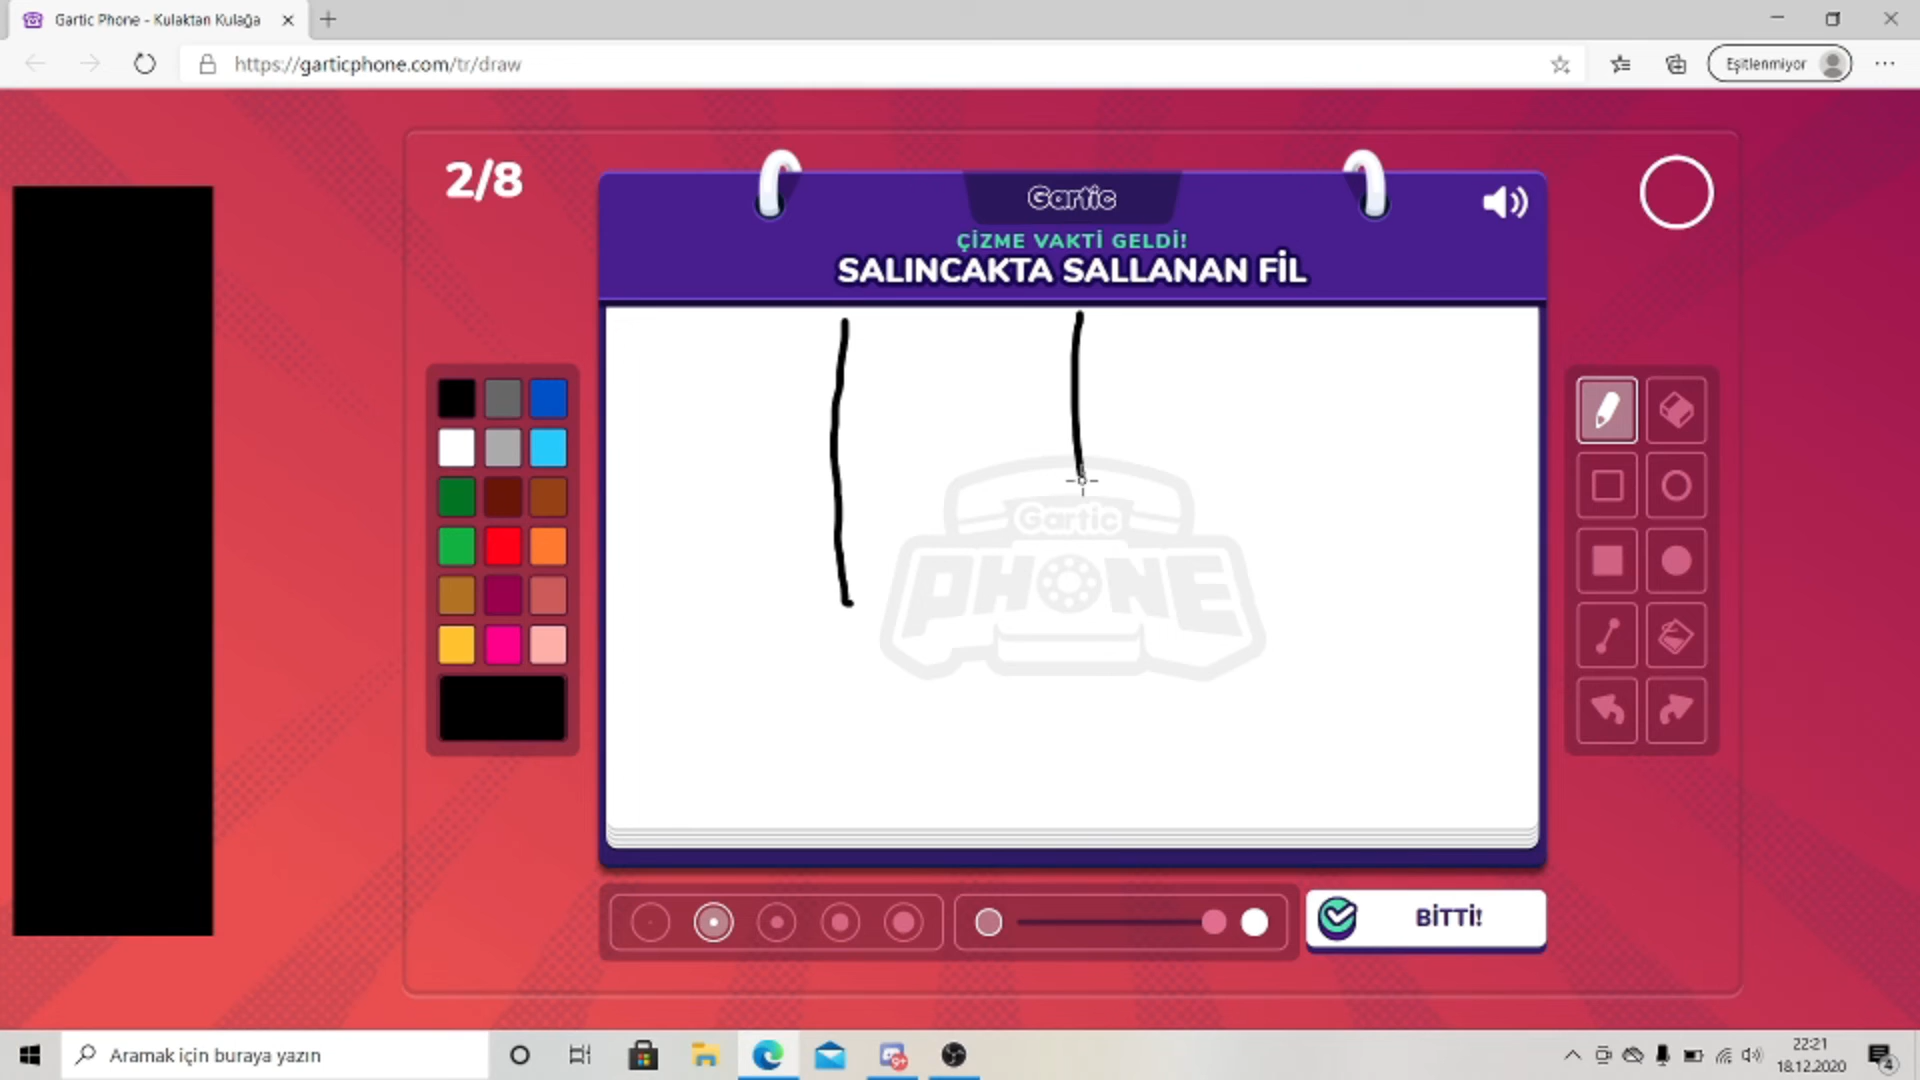 Gartic Phone - Kulaktan Kulağa
https://garticphone.com/tr/draw
Eşitlenmiyor
2/8
Gartic
ÇİZME VAKTİ GELDİ!
SALINCAKTA SALLANAN FİL
Gartic
PHONE
BİTTİ!
Aramak için buraya yazın
22:21
18.12.2020
4